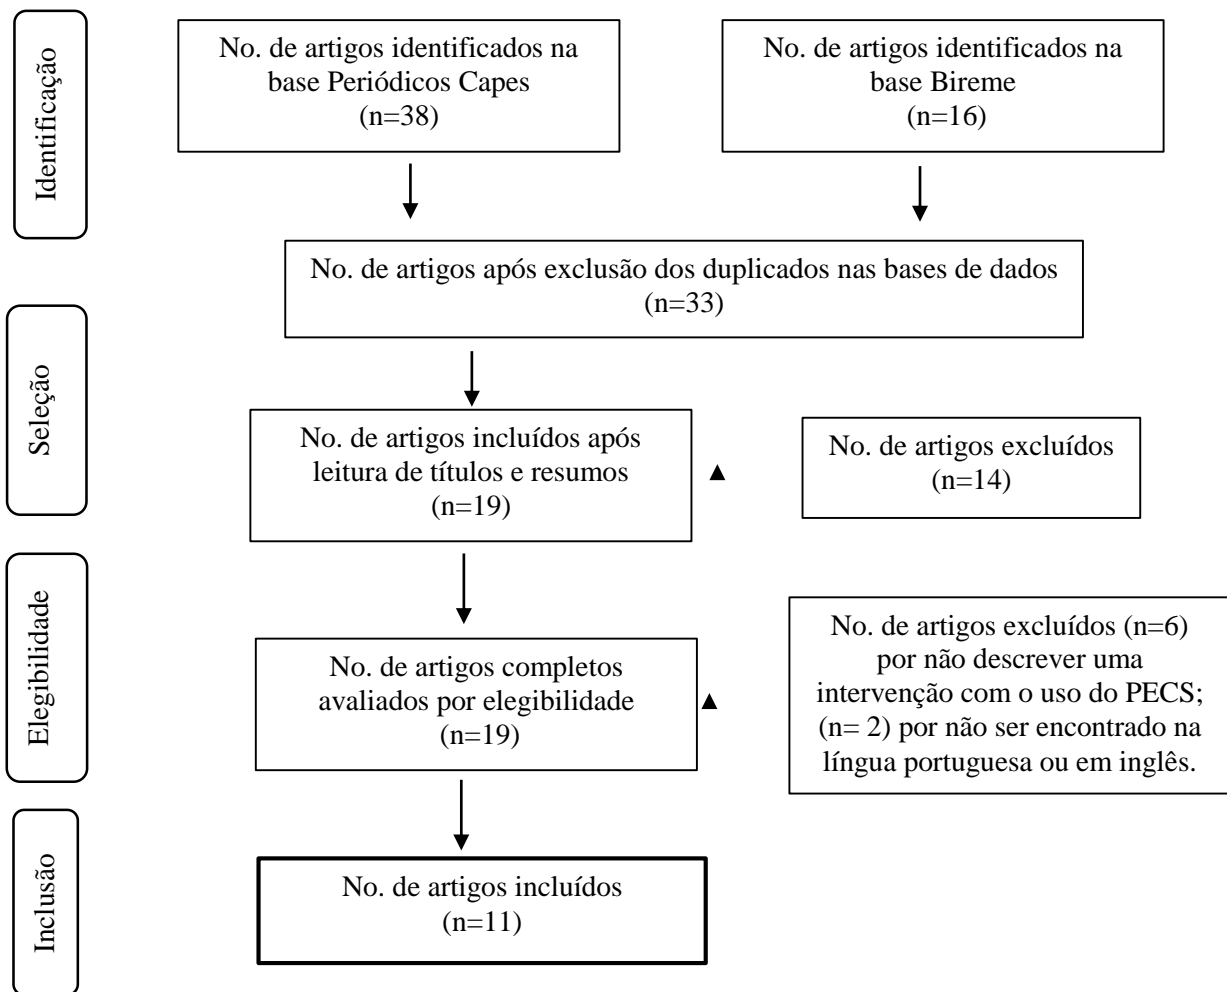 Identificação
No. de artigos identificados na
base Periódicos Capes
(n=38)
No. de artigos identificados na
base Bireme
(n=16)
No. de artigos após exclusão dos duplicados nas bases de dados
(n=33)
Seleção
No. de artigos incluídos após
leitura de títulos e resumos
(n=19)
No. de artigos excluídos
(n=14)
Elegibilidade
No. de artigos completos
avaliados por elegibilidade
(n=19)
No. de artigos excluídos (n=6)
por não descrever uma
intervenção com o uso do PECS;
(n= 2) por não ser encontrado na
língua portuguesa ou em inglês.
Inclusão
No. de artigos incluídos
(n=11)